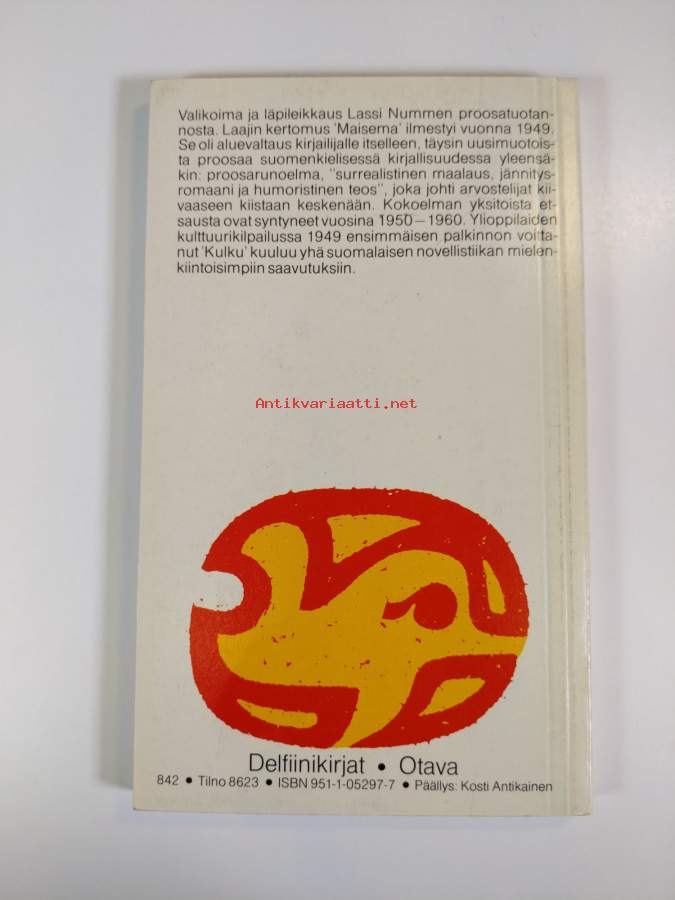 Valikoima ja läpileikkaus Lassi Nummen proosatuotan-
nosta. Laajin kertomus 'Maisema' ilmestyi vuonna 1949.
Se oli aluevaltaus kirjailijalle itselleen, täysin uusimuotois-
ta proosaa suomenkielisessä kirjallisuudessa yleensä-
kin: proosarunoelma, "surrealistinen maalaus, jännitys-
romaani ja humoristinen teos", joka johti arvostelijat kii-
vaaseen kiistaan keskenään. Kokoelman yksitoista et-
sausta ovat syntyneet vuosina 1950–1960. Ylioppilaiden
kulttuurikilpailussa 1949 ensimmäisen palkinnon voitta-
nut 'Kulku' kuuluu yhä suomalaisen novellistiikan mielen-
kiintoisimpiin saavutuksiin.
Antikvariaatti.net
Delfiinikirjat • Otava
842 • Tilno 8623 • ISBN 951-1-05297-7 • Päällys: Kosti Antikainen